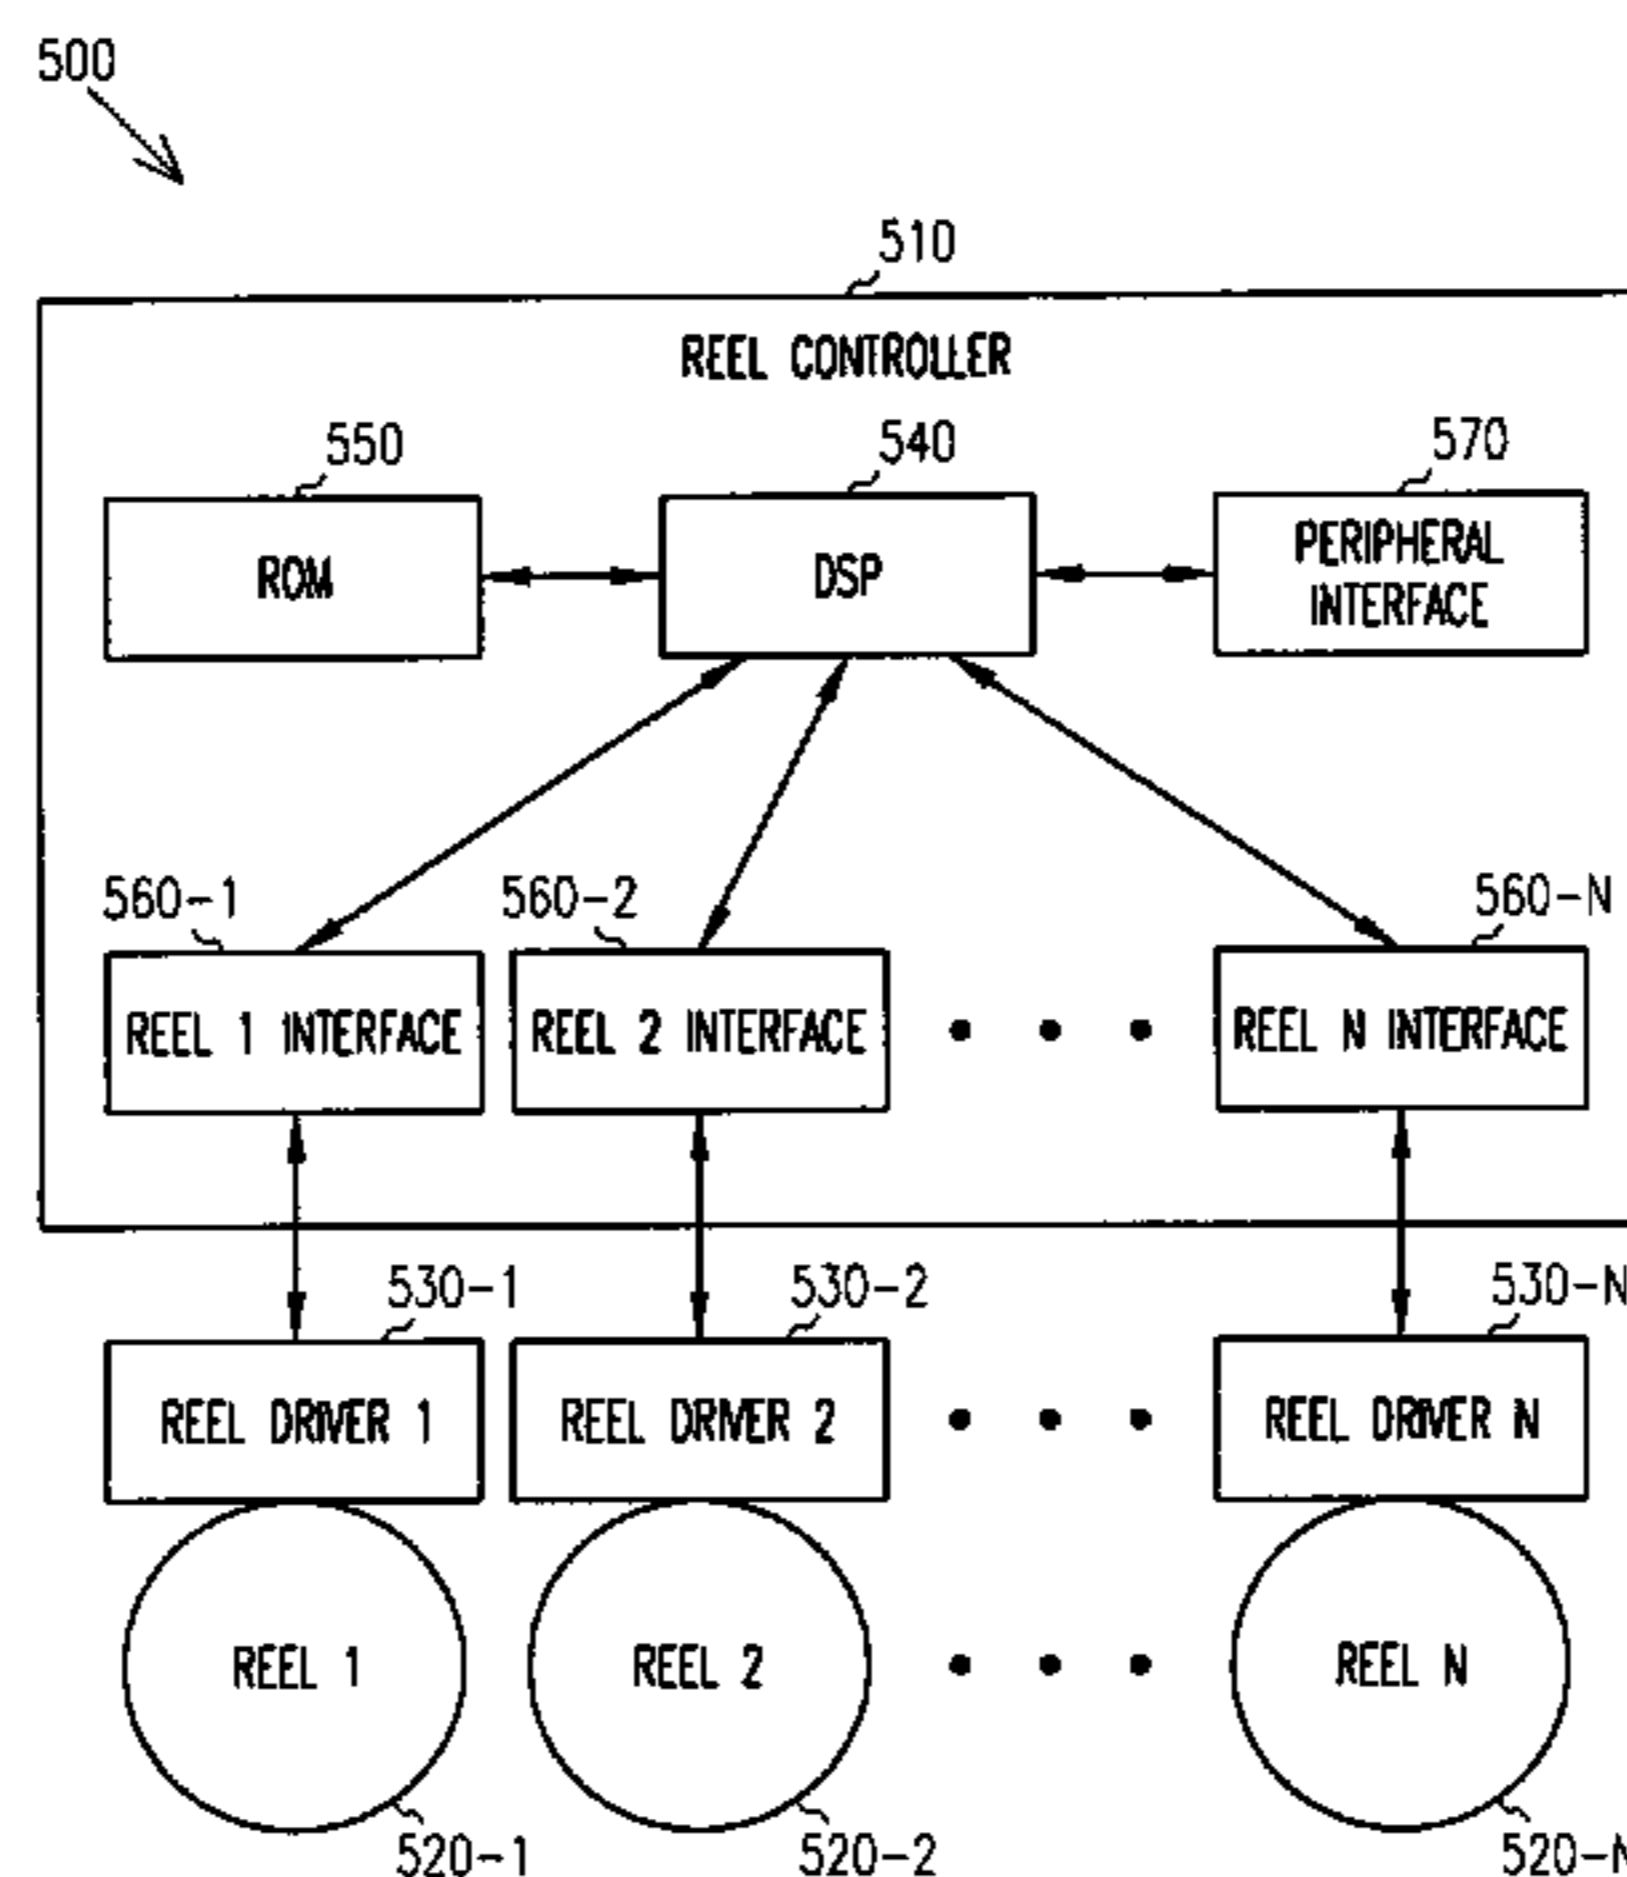 500
510
REEL CONTROLLER
550
540
570
ROM
DSP
PERIPHERAL
INTERFACE
560-1
560-2
560-N
REEL 1 INTERFACE
REEL 2 INTERFACE
REEL N INTERFACE
530-1
530-2
530-N
REEL DRIVER 1
REEL DRIVER 2
REEL DRIVER N
REEL 1
REEL 2
REEL N
520-1
520-2
520-N